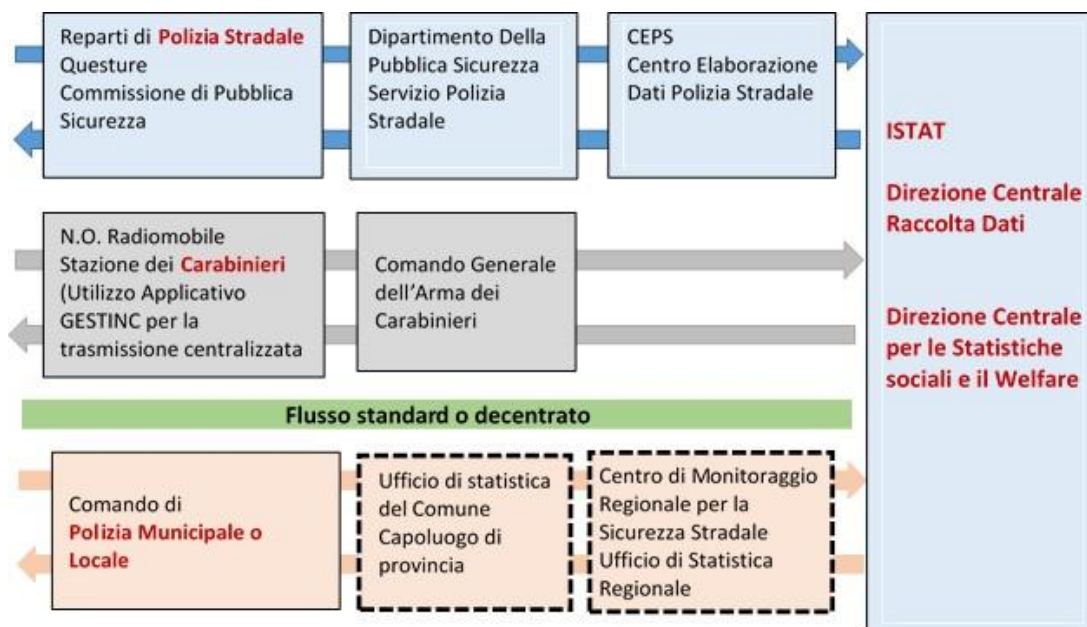 Reparti di Polizia Stradale
Questure
Commissione di Pubblica
Sicurezza
Dipartimento Della
Pubblica Sicurezza
Servizio Polizia
Stradale
CEPS
Centro Elaborazione
Dati Polizia Stradale
N.O. Radiomobile
Stazione dei Carabinieri
(Utilizzo Applicativo
GESTINC per la
trasmissione centralizzata
Comando Generale
dell'Arma dei
Carabinieri
Flusso standard o decentrato
Comando di
Polizia Municipale o
Locale
Ufficio di statistica
del Comune
Capoluogo di
provincia
Centro di Monitoraggio
Regionale per la
Sicurezza Stradale
Ufficio di Statistica
Regionale
ISTAT
Direzione Centrale
Raccolta Dati
Direzione Centrale
per le Statistiche
sociali e il Welfare